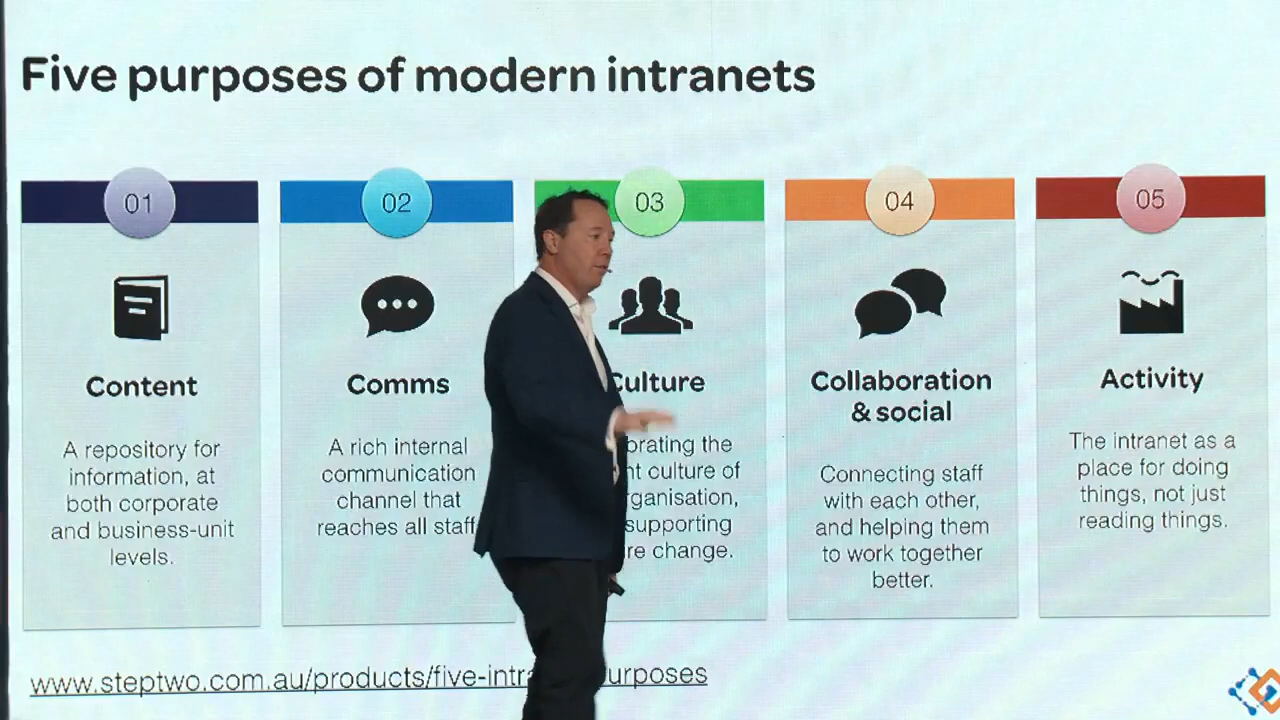 Five purposes of modern intranets
01
Content
A repository for
information, at
both corporate
and business-unit
levels.
02
Comms
A rich internal
communication
channel that
reaches all staff
03
Culture
the
culture of
supporting
change.
04
Collaboration
& social
Connecting staff
with each other,
and helping them
to work together
better.
05
Activity
The intranet as a
place for doing
things, not just
reading things.
www.steptwo.com.au/products/five-intra urposes